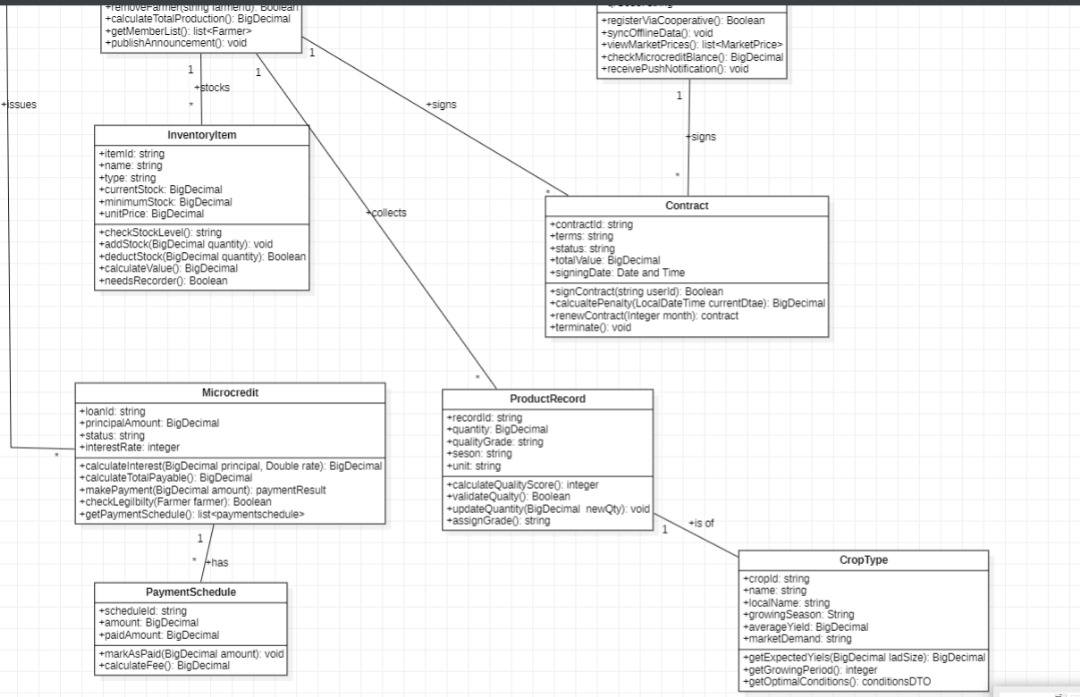 +removeFarmer(string farmerId): Boolean
+calculateTotalProduction(): BigDecimal
+getMemberList(): list<Farmer>
+publishAnnouncement(): void
+registerViaCooperative(): Boolean
+syncOfflineData(): void
+viewMarketPrices(): list<MarketPrice>
+checkMicrocreditBlance(): BigDecimal
+receivePushNotification(): void
1
1
1
1
+stocks
*
+issues
+signs
+signs
*
*
InventoryItem
+itemId: string
+name: string
+type: string
+currentStock: BigDecimal
+minimumStock: BigDecimal
+unitPrice: BigDecimal
+checkStockLevel(): string
+addStock(BigDecimal quantity): void
+deductStock(BigDecimal quantity): Boolean
+calculateValue(): BigDecimal
+needsRecorder(): Boolean
+collects
*
Contract
+contractId: string
+terms: string
+status: string
+totalValue: BigDecimal
+signingDate: Date and Time
+signContract(string userId): Boolean
+calcualtePenalty(LocalDateTime currentDtae): BigDecimal
+renewContract(Integer month): contract
+terminate(): void
Microcredit
+loanId: string
+principalAmount: BigDecimal
+status: string
+interestRate: integer
*
+calculateInterest(BigDecimal principal, Double rate): BigDecimal
+calculateTotalPayable(): BigDecimal
+makePayment(BigDecimal amount): paymentResult
+checkLegilbilty(Farmer farmer): Boolean
+getPaymentSchedule(): list<paymentschedule>
ProductRecord
+recordId: string
+quantity: BigDecimal
+qualityGrade: string
+seson: string
+unit: string
+calculateQualityScore(): integer
+validateQualty(): Boolean
+updateQuantity(BigDecimal newQty): void
+assignGrade(): string
1
+is of
1
*
+has
PaymentSchedule
+scheduleId: string
+amount: BigDecimal
+paidAmount: BigDecimal
+markAsPaid(BigDecimal amount): void
+calculateFee(): BigDecimal
CropType
+cropId: string
+name: string
+localName: string
+growingSeason: String
+averageYield: BigDecimal
+marketDemand: string
+getExpectedYiels(BigDecimal ladSize): BigDecimal
+getGrowingPeriod(): integer
+getOptimalConditions(): conditionsDTO